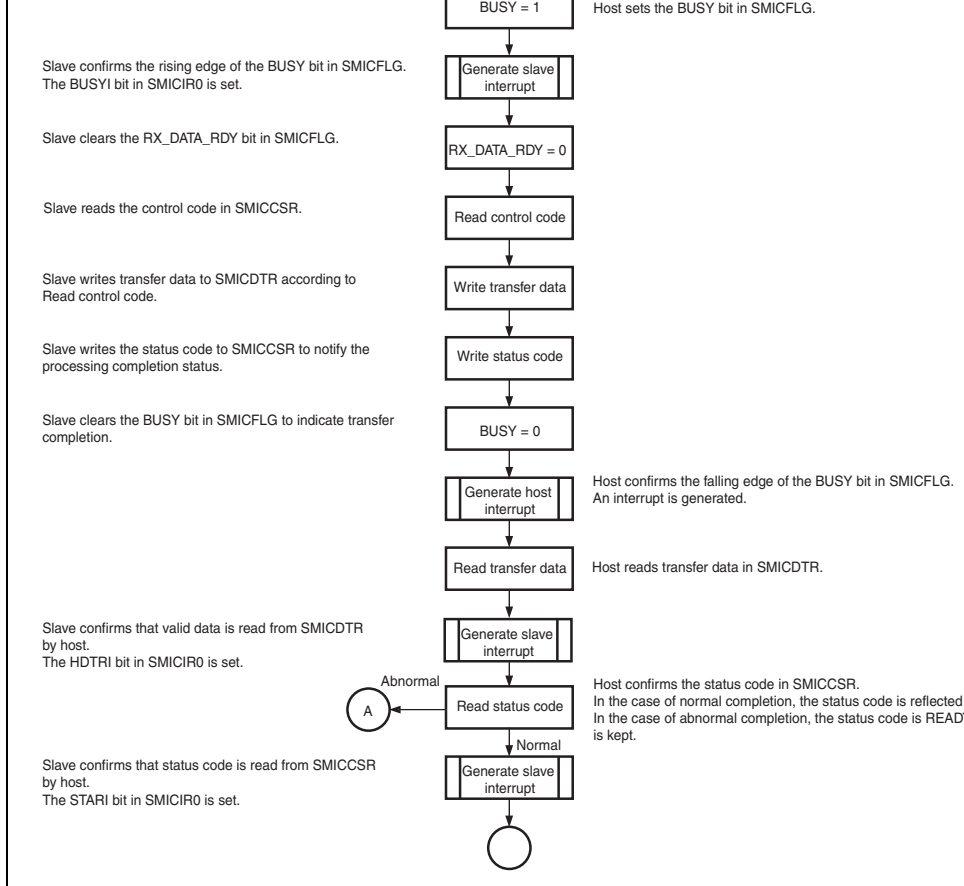 BUSY = 1
Host sets the BUSY bit in SMICFLG.
Slave confirms the rising edge of the BUSY bit in SMICFLG.
The BUSYI bit in SMICIR0 is set.
Generate slave
interrupt
Slave clears the RX_DATA_RDY bit in SMICFLG.
RX_DATA_RDY = 0
Slave reads the control code in SMICCSR.
Read control code
Slave writes transfer data to SMICDTR according to
Read control code.
Write transfer data
Slave writes the status code to SMICCSR to notify the
processing completion status.
Write status code
Slave clears the BUSY bit in SMICFLG to indicate transfer
completion.
BUSY = 0
Generate host
interrupt
Host confirms the falling edge of the BUSY bit in SMICFLG.
An interrupt is generated.
Read transfer data
Host reads transfer data in SMICDTR.
Slave confirms that valid data is read from SMICDTR
by host.
The HDTRI bit in SMICIR0 is set.
Generate slave
interrupt
Abnormal
A
Read status code
Host confirms the status code in SMICCSR.
In the case of normal completion, the status code is reflected
In the case of abnormal completion, the status code is
is kept.
Normal
Slave confirms that status code is read from SMICCSR
by host.
The STARI bit in SMICIR0 is set.
Generate slave
interrupt